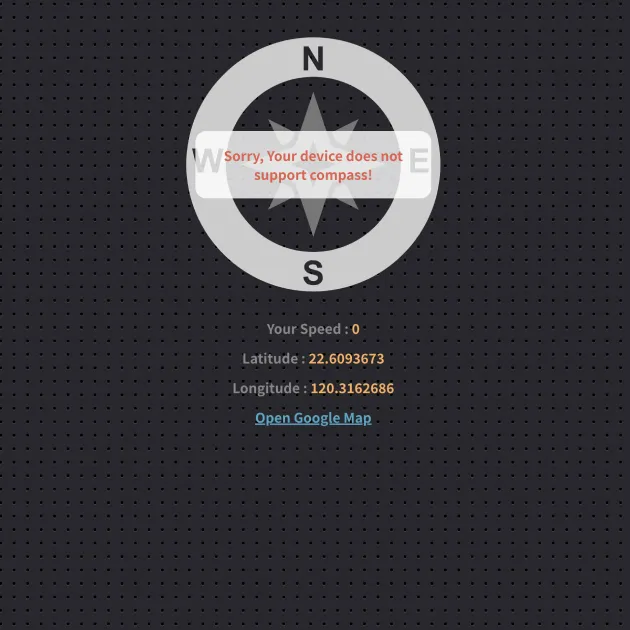 N
W
E
Sorry, Your device does not
support compass!
S
Your Speed : 0
Latitude : 22.6093673
Longitude : 120.3162686
Open Google Map